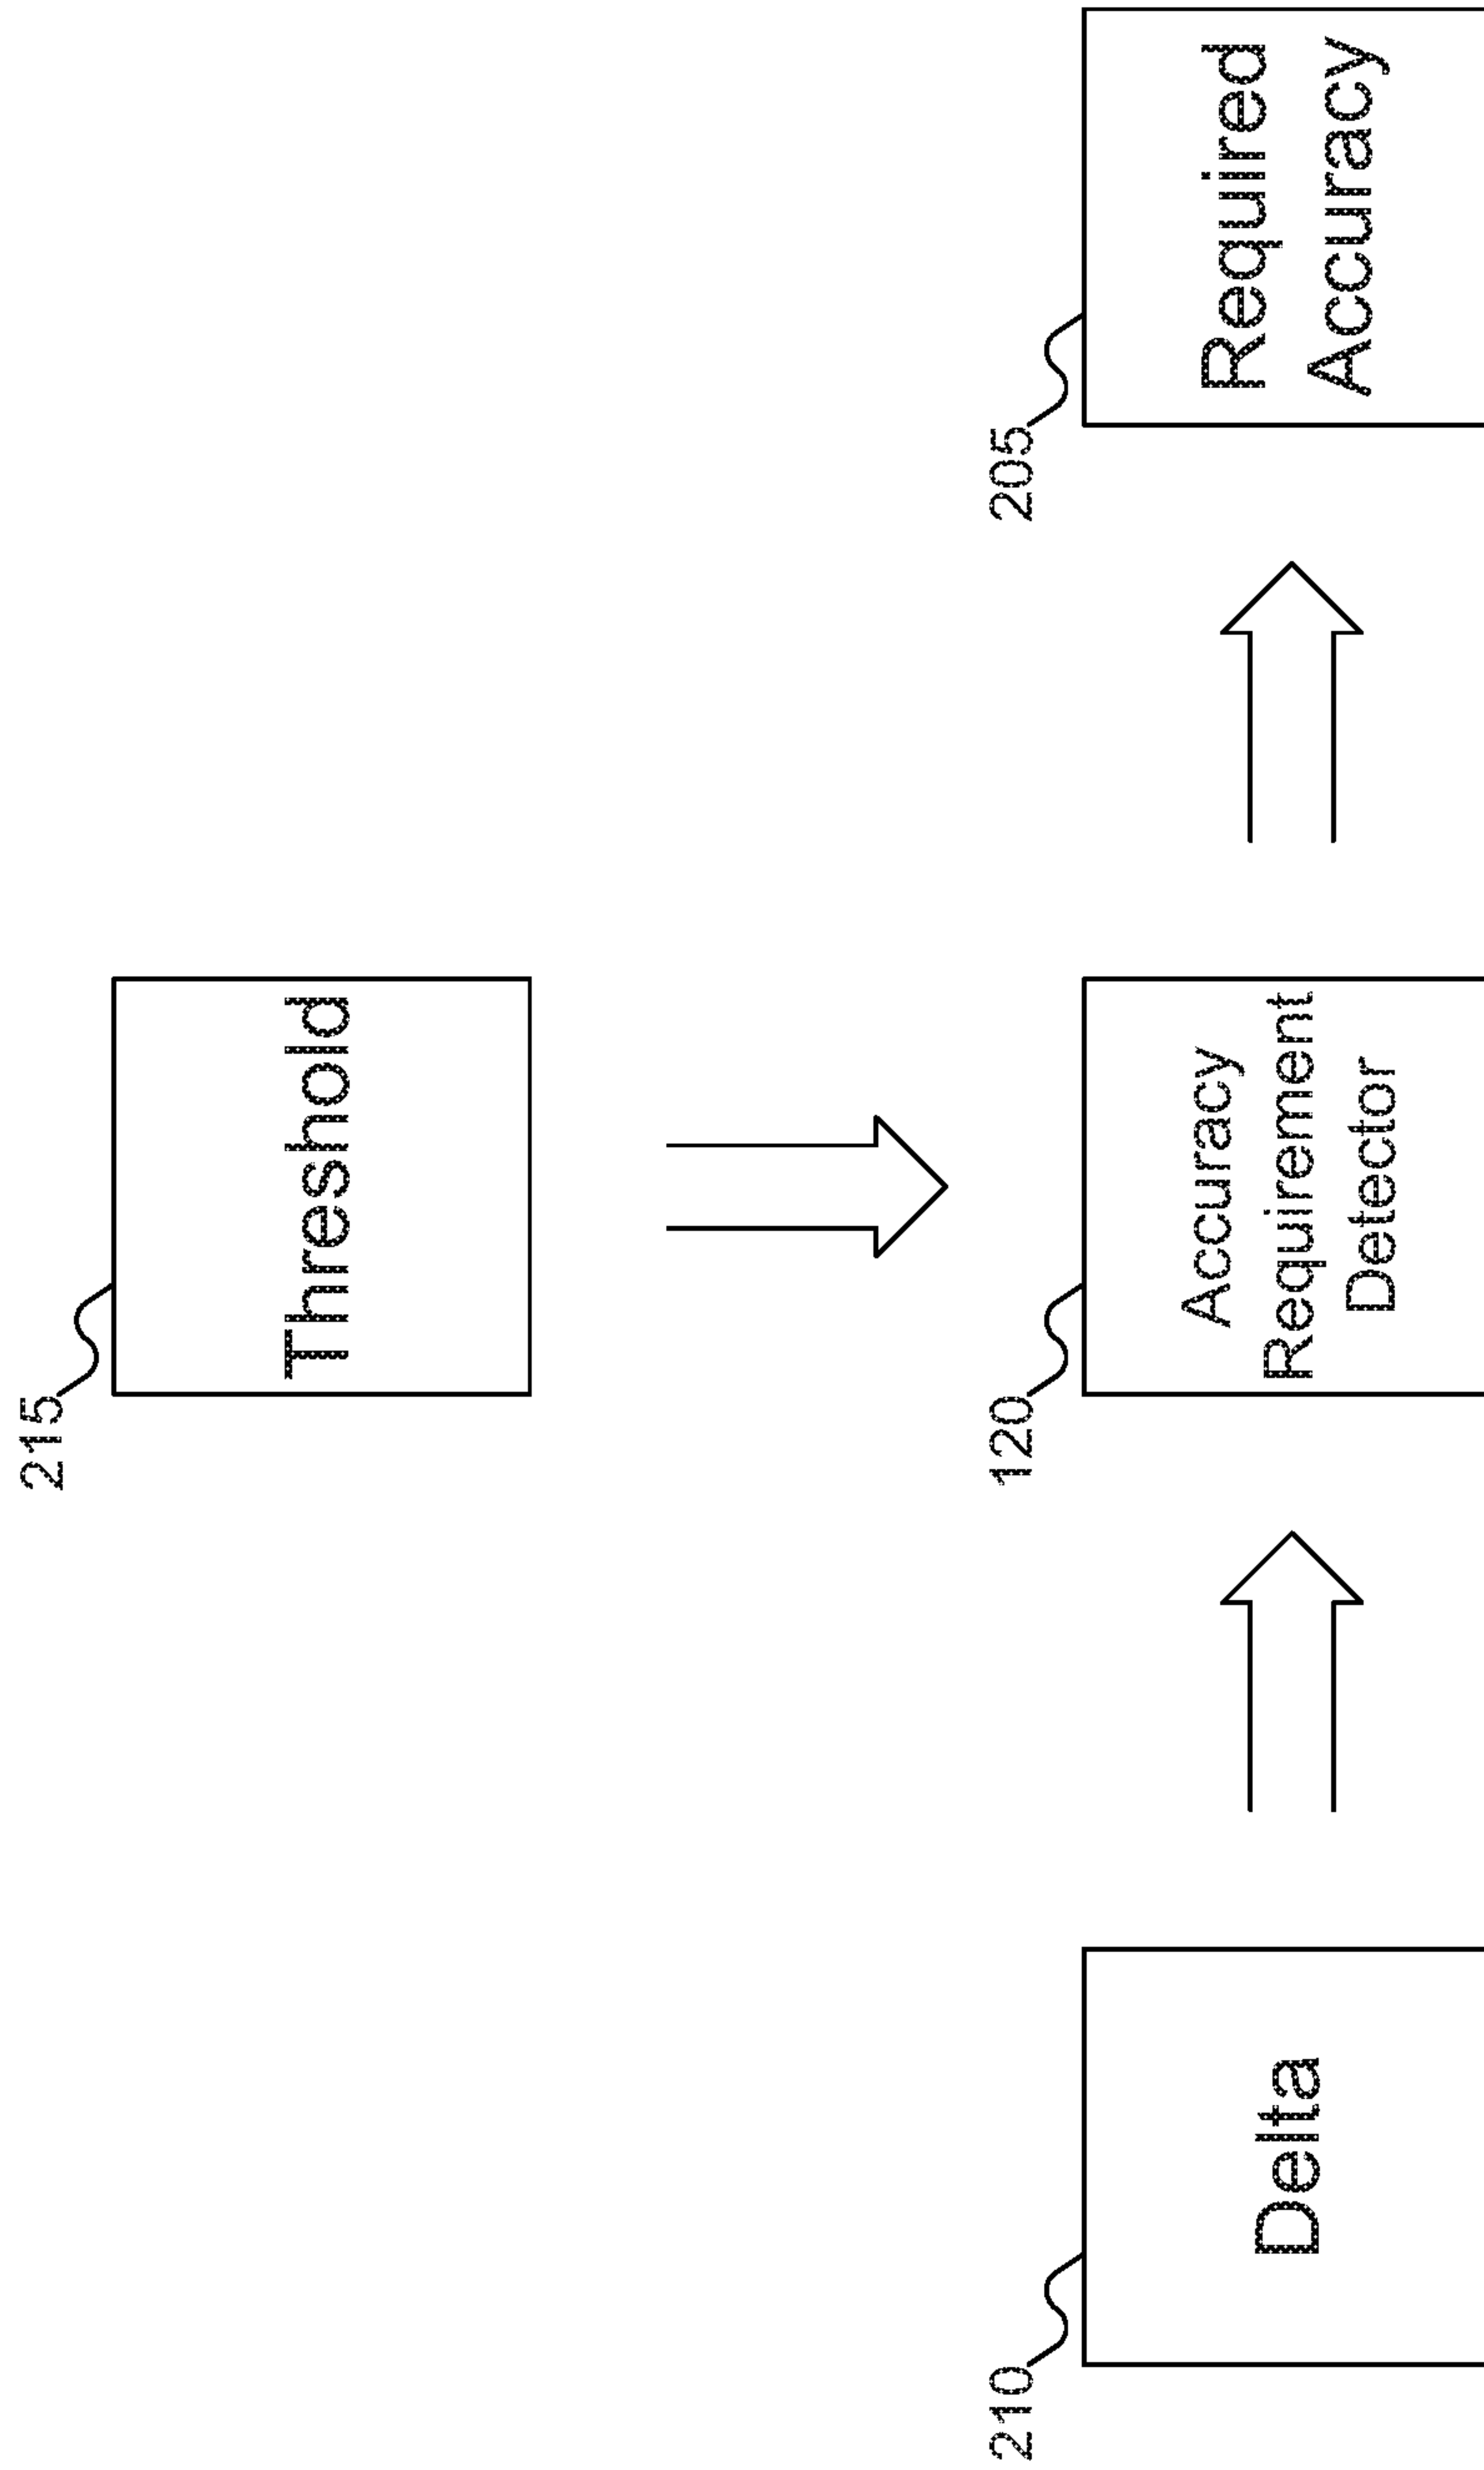 215
Threshold
210
Delta
120
Accuracy
Requirement
Detector
205
Required
Accuracy